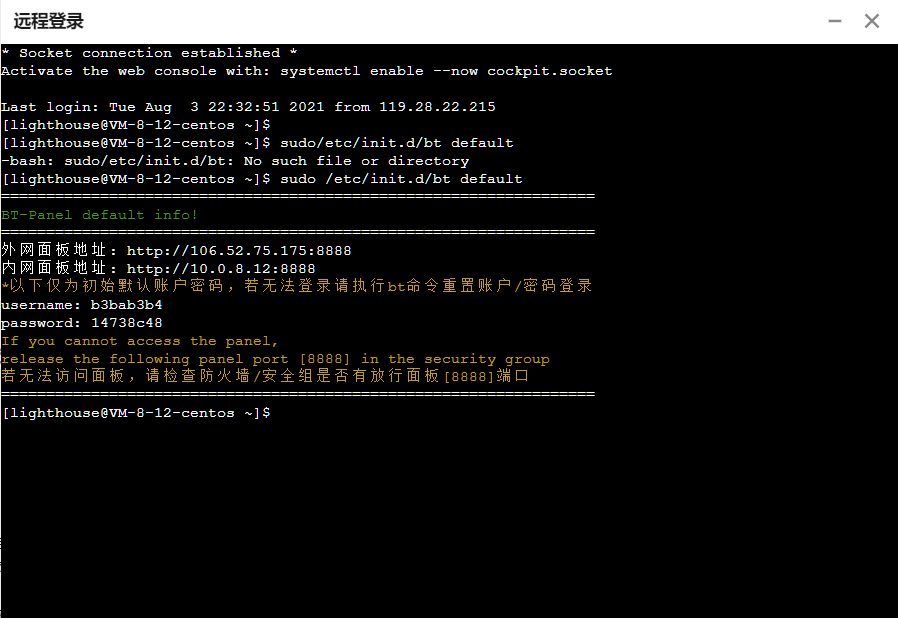 远程登录
* Socket connection established *
Activate the web console with: systemctl enable --now cockpit.socket
Last login: Tue Aug  3 22:32:51 2021 from 119.28.22.215
[lighthouse@VM-8-12-centos ~]$
[lighthouse@VM-8-12-centos ~]$ sudo/etc/init.d/bt default
-bash: sudo/etc/init.d/bt: No such file or directory
[lighthouse@VM-8-12-centos ~]$ sudo /etc/init.d/bt default
==================================================================
BT-Panel default info!
==================================================================
外网面板地址: http://106.52.75.175:8888
内网面板地址: http://10.0.8.12:8888
*以下仅为初始默认账户密码，若无法登录请执行bt命令重置账户/密码登录
username: b3bab3b4
password: 14738c48
If you cannot access the panel,
release the following panel port [8888] in the security group
若无法访问面板，请检查防火墙/安全组是否有放行面板[8888]端口
==================================================================
[lighthouse@VM-8-12-centos ~]$